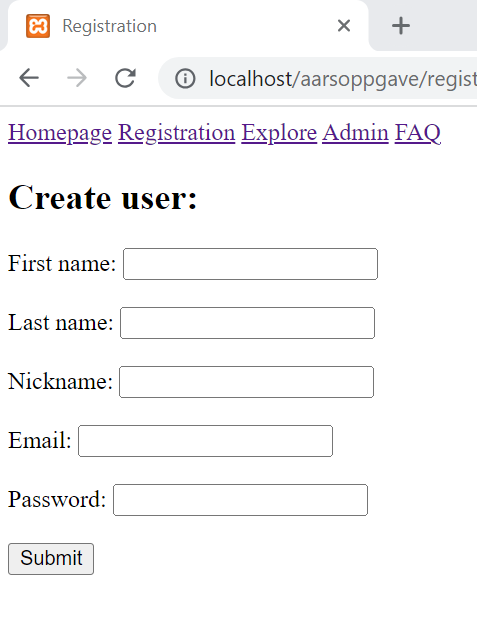 Registration
localhost/aarsoppgave/regist
Homepage Registration Explore Admin FAQ
Create user:
First name:
Last name:
Nickname:
Email:
Password:
Submit